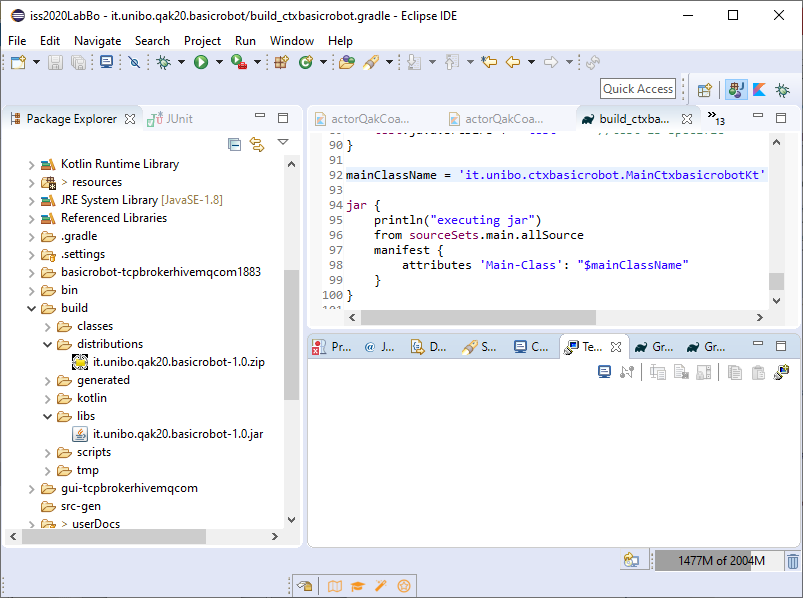 iss2020LabBo - it.unibo.qak20.basicrobot/build_ctxbasicrobot.gradle - Eclipse IDE
File Edit Navigate Search Project Run Window Help
Quick Access
Package Explorer
JUnit
Kotlin Runtime Library
> resources
JRE System Library [JavaSE-1.8]
Referenced Libraries
.gradle
.settings
basicrobot-tcpbrokerhivemqcom1883
bin
build
classes
distributions
it.unibo.qak20.basicrobot-1.0.zip
generated
kotlin
libs
it.unibo.qak20.basicrobot-1.0.jar
scripts
tmp
gui-tcpbrokerhivemqcom
src-gen
> userDocs
actorQakCoa...
actorQakCoa...
build_ctxba...
»13
90 }
91
92 mainClassName = 'it.unibo.ctxbasicrobot.MainCtxbasicrobotKt'
93
94 jar {
95 println("executing jar")
96 from sourceSets.main.allSource
97 manifest {
98 attributes 'Main-Class': "$mainClassName"
99 }
100 }
Pr...
@ J...
D...
S...
C...
Te...
Gr...
Gr...
1477M of 2004M